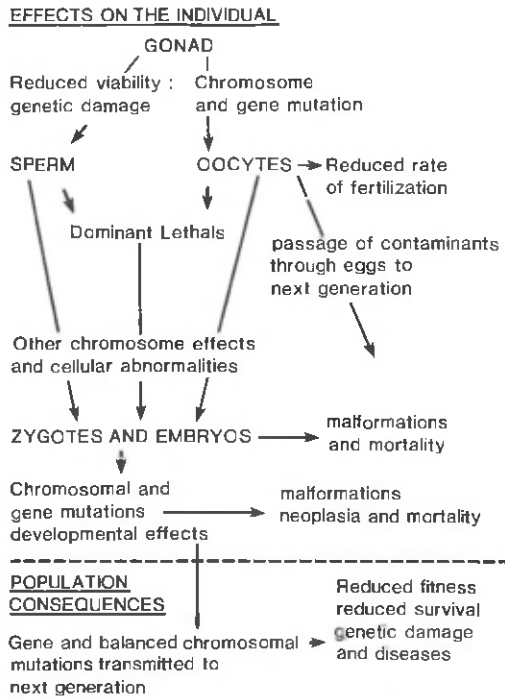 EFFECTS ON THE INDIVIDUAL
GONAD
Reduced viability :
genetic damage
Chromosome
and gene mutation
SPERM
OOCYTES
Reduced rate
of fertilization
Dominant Lethals
passage of contaminants
through eggs to
next generation
Other chromosome effects
and cellular abnormalities
ZYGOTES AND EMBRYOS
malformations
and mortality
Chromosomal and
gene mutations
developmental effects
malformations
neoplasia and mortality
POPULATION
CONSEQUENCES
Gene and balanced chromosomal
mutations transmitted to
next generation
Reduced fitness
reduced survival
genetic damage
and diseases